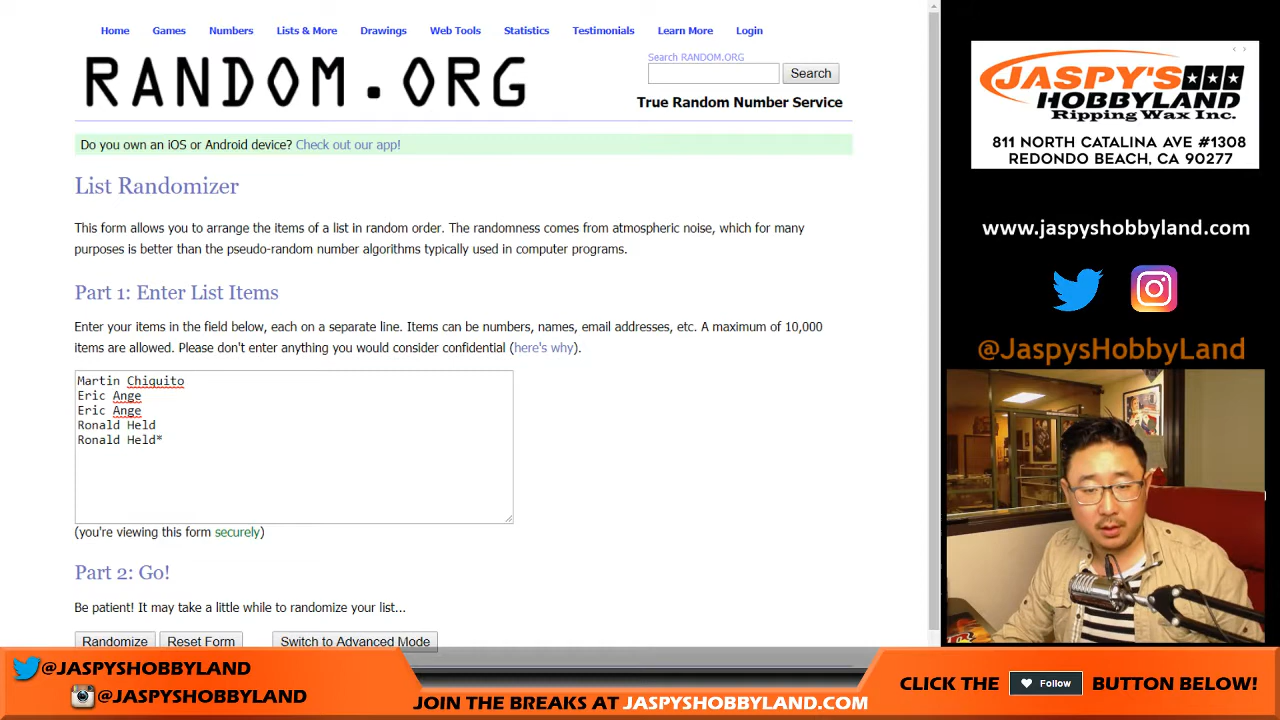 Home Games Numbers Lists & More Drawings Web Tools Statistics Testimonials Learn More Login
RANDOM.ORG
Search RANDOM.ORG
Search
True Random Number Service
Do you own an iOS or Android device? Check out our app!
List Randomizer
This form allows you to arrange the items of a list in random order. The randomness comes from atmospheric noise, which for many
purposes is better than the pseudo-random number algorithms typically used in computer programs.
Part 1: Enter List Items
Enter your items in the field below, each on a separate line. Items can be numbers, names, email addresses, etc. A maximum of 10,000
items are allowed. Please don't enter anything you would consider confidential (here's why).
Martin Chiquito
Eric Ange
Eric Ange
Ronald Held
Ronald Held*
(you're viewing this form securely)
Part 2: Go!
Be patient! It may take a little while to randomize your list...
Randomize Reset Form Switch to Advanced Mode
JASPY'S
HOBBYLAND
Ripping Wax Inc.
811 NORTH CATALINA AVE #1308
REDONDO BEACH, CA 90277
www.jaspyshobbyland.com
@JaspysHobbyLand
@JASPYSHOBBYLAND
@JASPYSHOBBYLAND
JOIN THE BREAKS AT JASPYSHOBBYLAND.COM
CLICK THE Follow BUTTON BELOW!